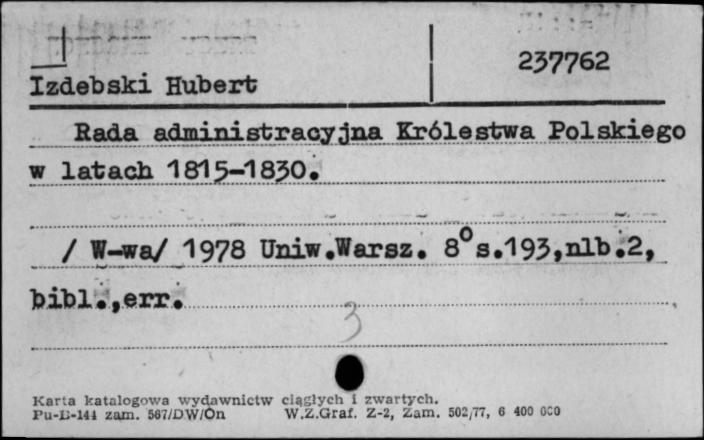 237762
Izdebski Hubert
Rada administracyjna Królestwa Polskiego
w latach 1815-1830.
/ W-wa/ 1978 Uniw.Warsz. 8° s.193,nlb.2,
bibl.,err.
3
Karta katalogowa wydawnictw ciągłych i zwartych.
Pu-B-144 zam. 567/DW/Ón W.Z.Graf. Z-2, Zam. 502/77, 6 400 000